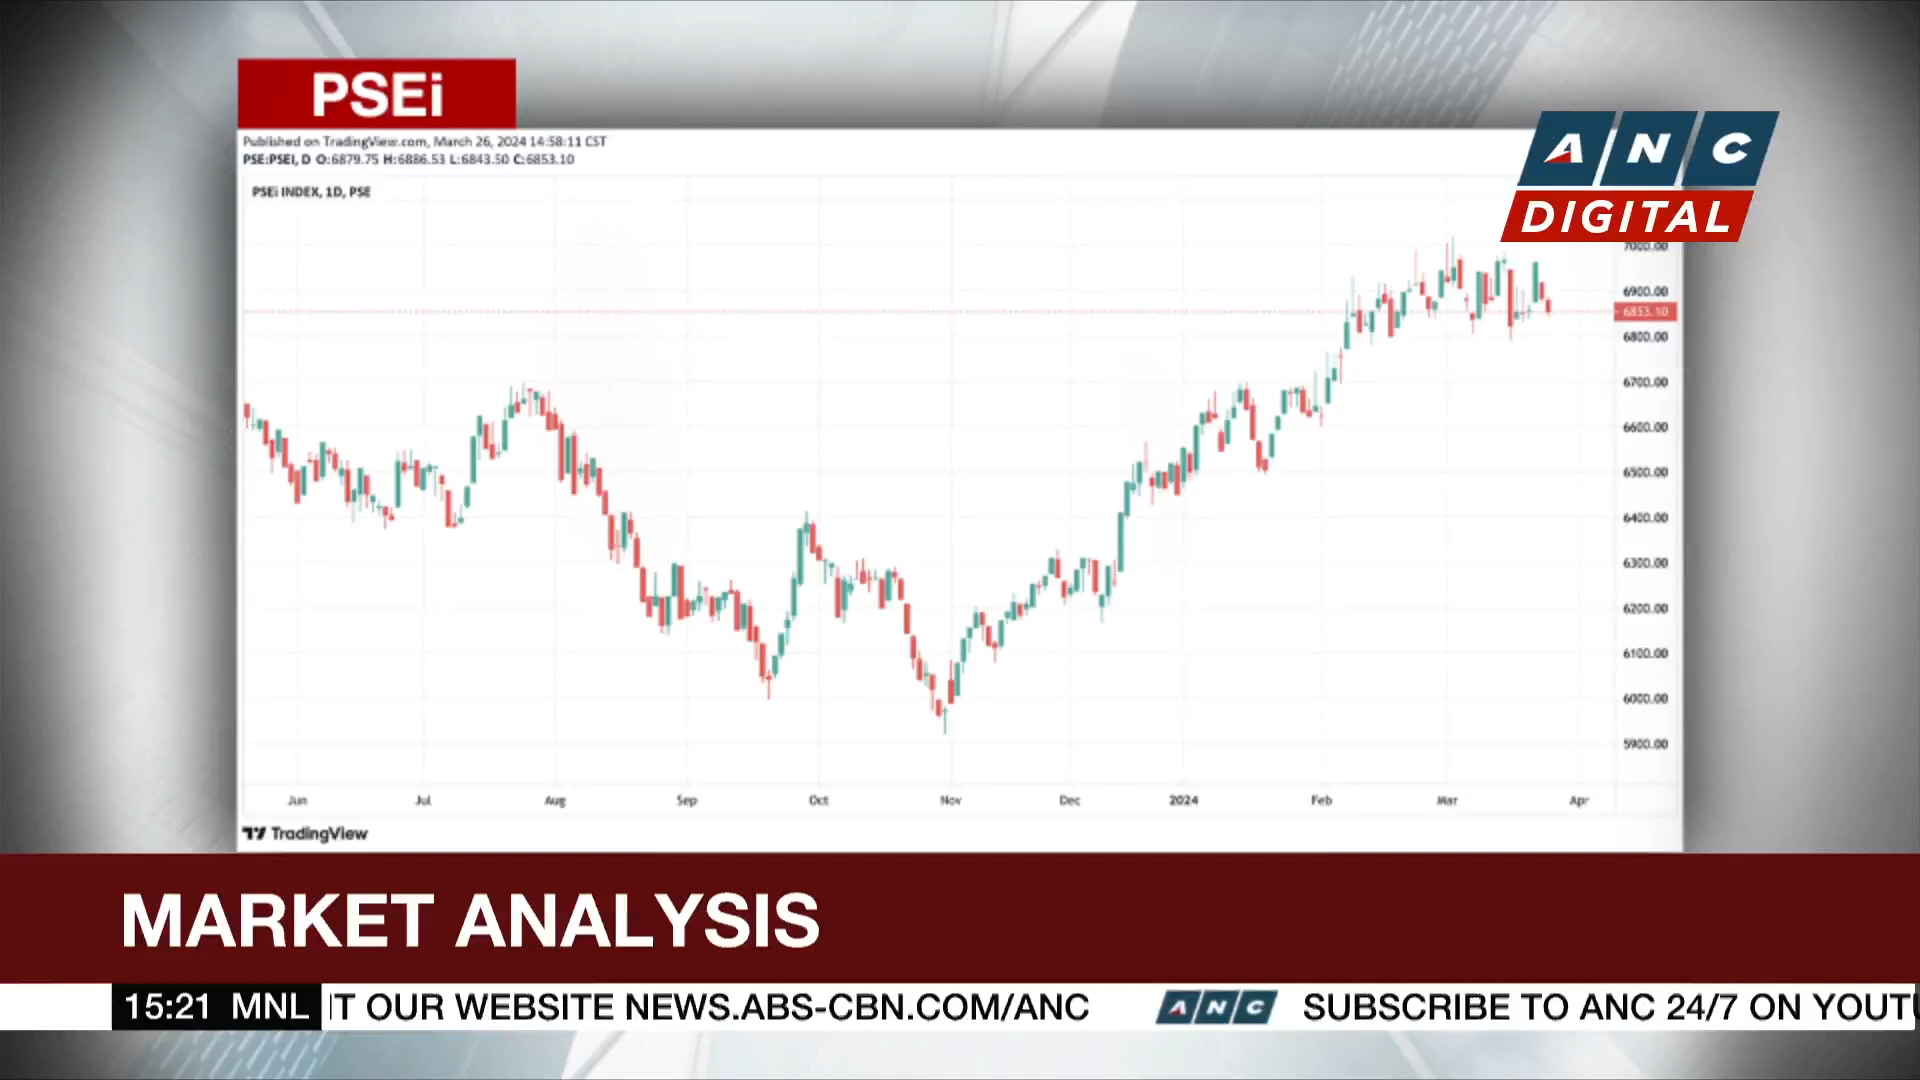 PSEi
Published on TradingView.com, March 26, 2024 14:58:11 CST
PSE:PSEI, D O:6879.75 H:6886.53 L:6843.50 C:6853.10
PSEi INDEX, 1D, PSE
ANC
DIGITAL
7000.00
6900.00
6853.10
6800.00
6700.00
6600.00
6500.00
6400.00
6300.00
6200.00
6100.00
6000.00
5900.00
Jun Jul Aug Sep Oct Nov Dec 2024 Feb Mar Apr
TradingView
MARKET ANALYSIS
15:21 MNL IT OUR WEBSITE NEWS.ABS-CBN.COM/ANC ANC SUBSCRIBE TO ANC 24/7 ON YOUTU